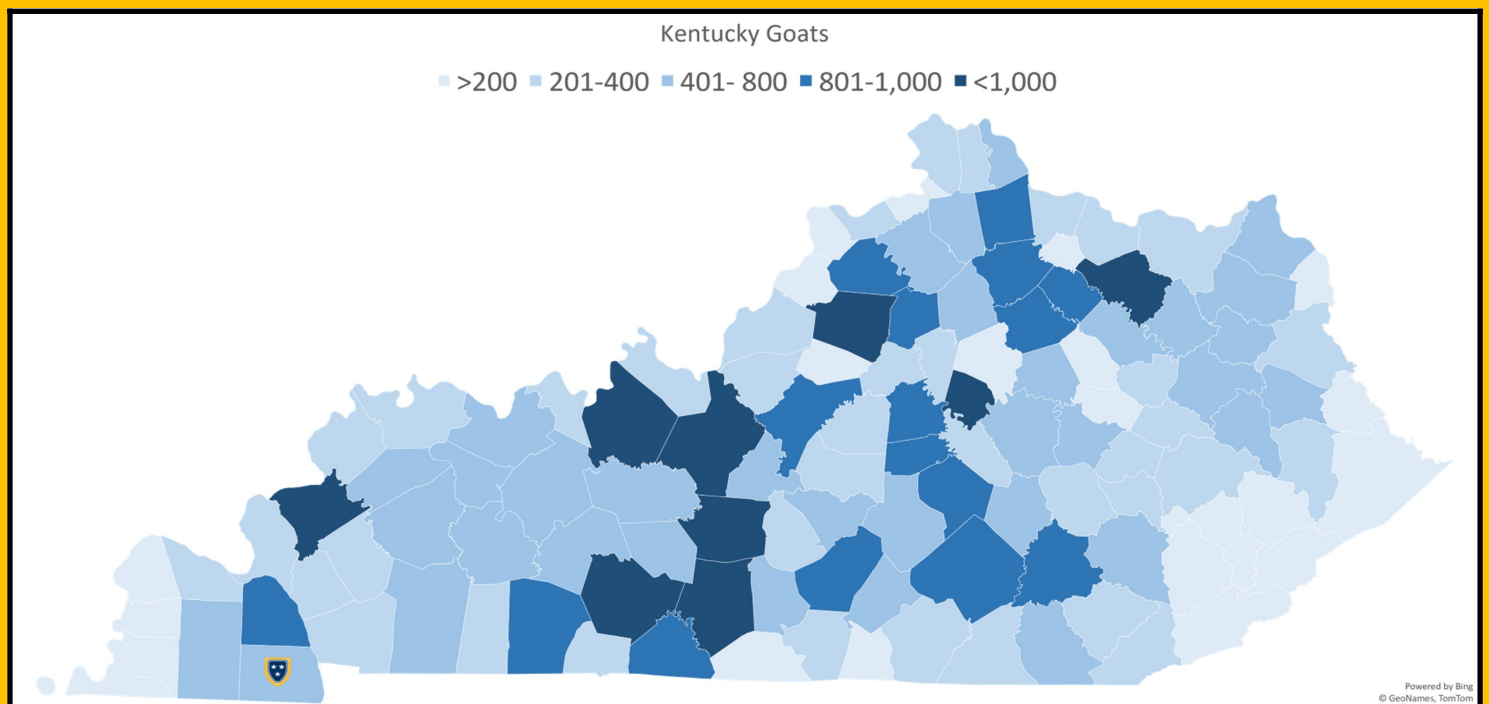 Kentucky Goats
>200 201-400 401- 800 801-1,000 <1,000
Powered by Bing
© GeoNames, TomTom